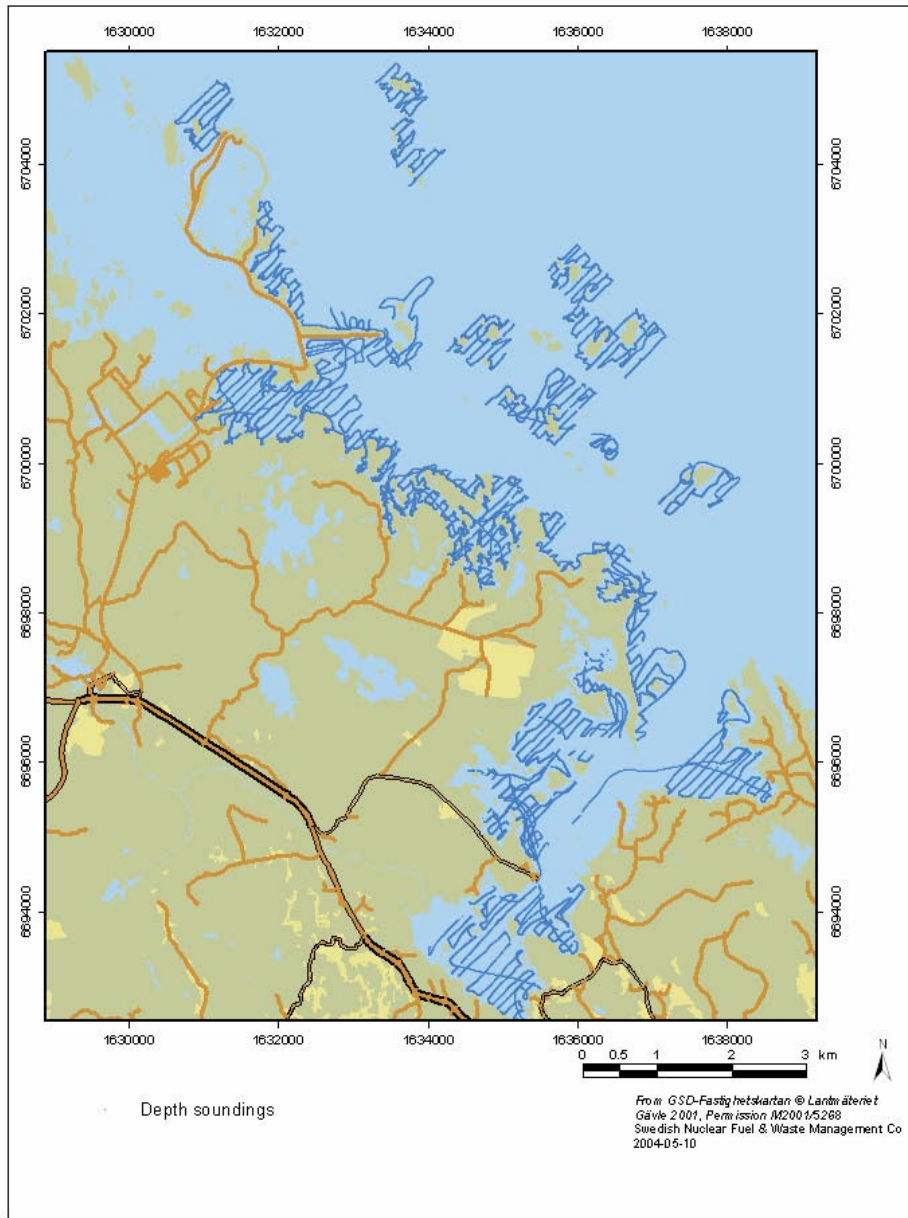 1630000 1632000 1634000 1636000 1638000
6704000 6704000
6702000 6702000
6700000 6700000
6698000 6698000
6696000 6696000
6694000 6694000
1630000 1632000 1634000 1636000 1638000
0 0.5 1 2 3 km
N
Depth soundings
From GSD-Fastighetskartan © Lantmäteriet
Gävle 2001, Permission M2001/5268
Swedish Nuclear Fuel & Waste Management Co
2004-05-10